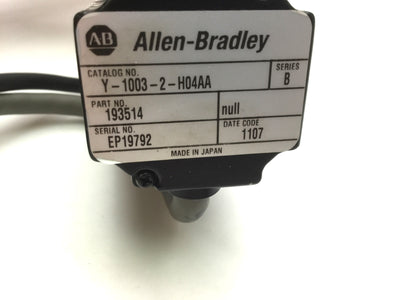 AB Allen-Bradley
CATALOG NO. SERIES
Y-1003-2-H04AA B
PART NO.
193514 null
SERIAL NO. DATE CODE
EP19792 1107
MADE IN JAPAN